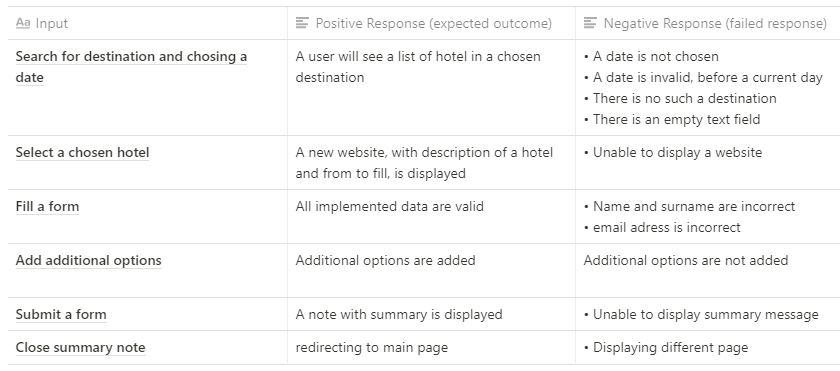 Aa Input
Positive Response (expected outcome)
Negative Response (failed response)
Search for destination and chosing a
date
A user will see a list of hotel in a chosen
destination
• A date is not chosen
• A date is invalid, before a current day
• There is no such a destination
• There is an empty text field
Select a chosen hotel
A new website, with description of a hotel
and from to fill, is displayed
• Unable to display a website
Fill a form
All implemented data are valid
• Name and surname are incorrect
• email adress is incorrect
Add additional options
Additional options are added
Additional options are not added
Submit a form
A note with summary is displayed
• Unable to display summary message
Close summary note
redirecting to main page
• Displaying different page